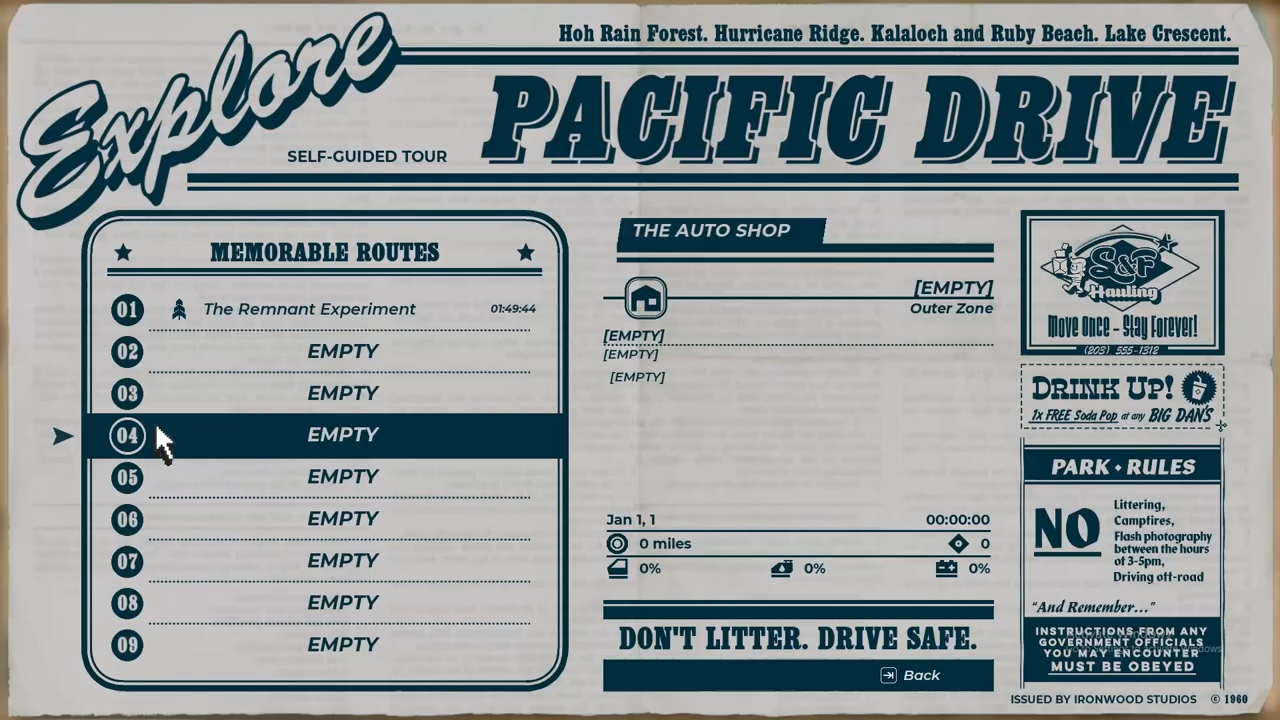 Explore
Hoh Rain Forest. Hurricane Ridge. Kalaloch and Ruby Beach. Lake Crescent.
PACIFIC DRIVE
SELF-GUIDED TOUR
MEMORABLE ROUTES
01 The Remnant Experiment 01:49:44
02 EMPTY
03 EMPTY
04 EMPTY
05 EMPTY
06 EMPTY
07 EMPTY
08 EMPTY
09 EMPTY
THE AUTO SHOP
[EMPTY]
Outer Zone
[EMPTY]
[EMPTY]
[EMPTY]
Jan 1, 1 00:00:00
0 miles 0
0% 0% 0%
DON'T LITTER. DRIVE SAFE.
Back
S&F
Hauling
Move Once - Stay Forever!
(203) 555-1312
DRINK UP!
1x FREE Soda Pop at any BIG DAN'S
PARK • RULES
NO
Littering,
Campfires,
Flash photography
between the hours
of 3-5pm,
Driving off-road
"And Remember..."
INSTRUCTIONS FROM ANY
GOVERNMENT OFFICIALS
YOU MAY ENCOUNTER
MUST BE OBEYED
ISSUED BY IRONWOOD STUDIOS © 1960